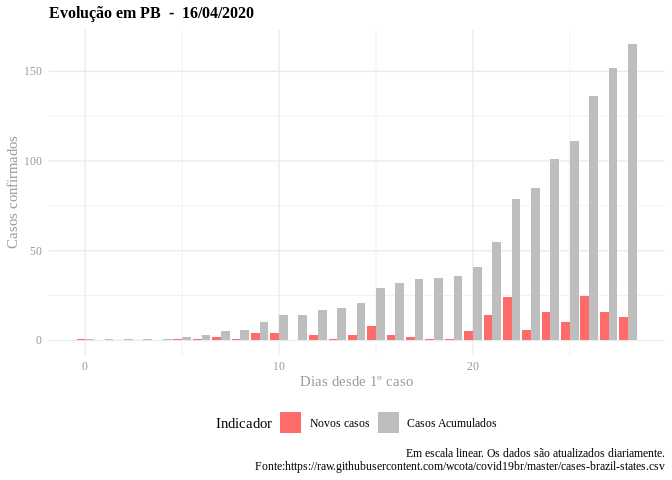 Evolução em PB  -  16/04/2020
Casos confirmados
150
100
50
0
0
10
20
Dias desde 1º caso
Indicador
Novos casos
Casos Acumulados
Em escala linear. Os dados são atualizados diariamente.
Fonte:https://raw.githubusercontent.com/wcota/covid19br/master/cases-brazil-states.csv